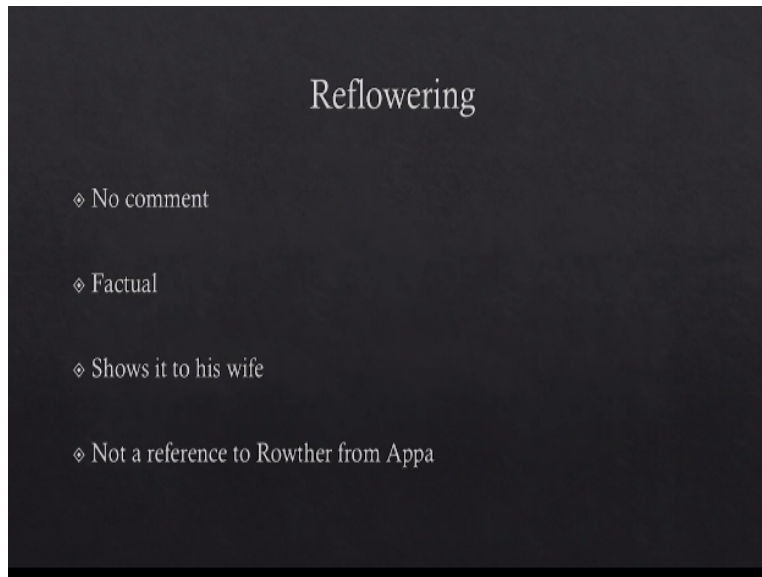 Reflowering
◈ No comment
◈ Factual
◈ Shows it to his wife
◈ Not a reference to Rowther from Appa